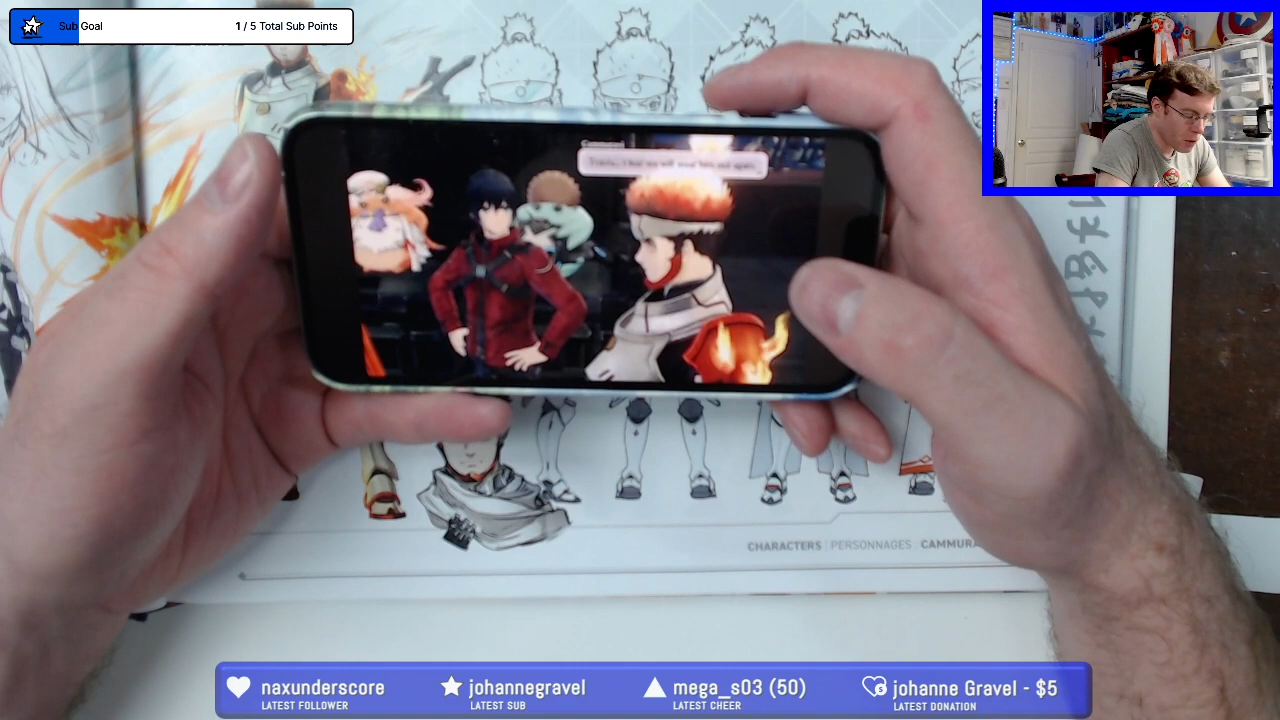 Sub Goal
1 / 5 Total Sub Points
CHARACTERS | PERSONNAGES CAMMURA
naxunderscore
LATEST FOLLOWER
johannegravel
LATEST SUB
mega_s03 (50)
LATEST CHEER
johanne Gravel - $5
LATEST DONATION